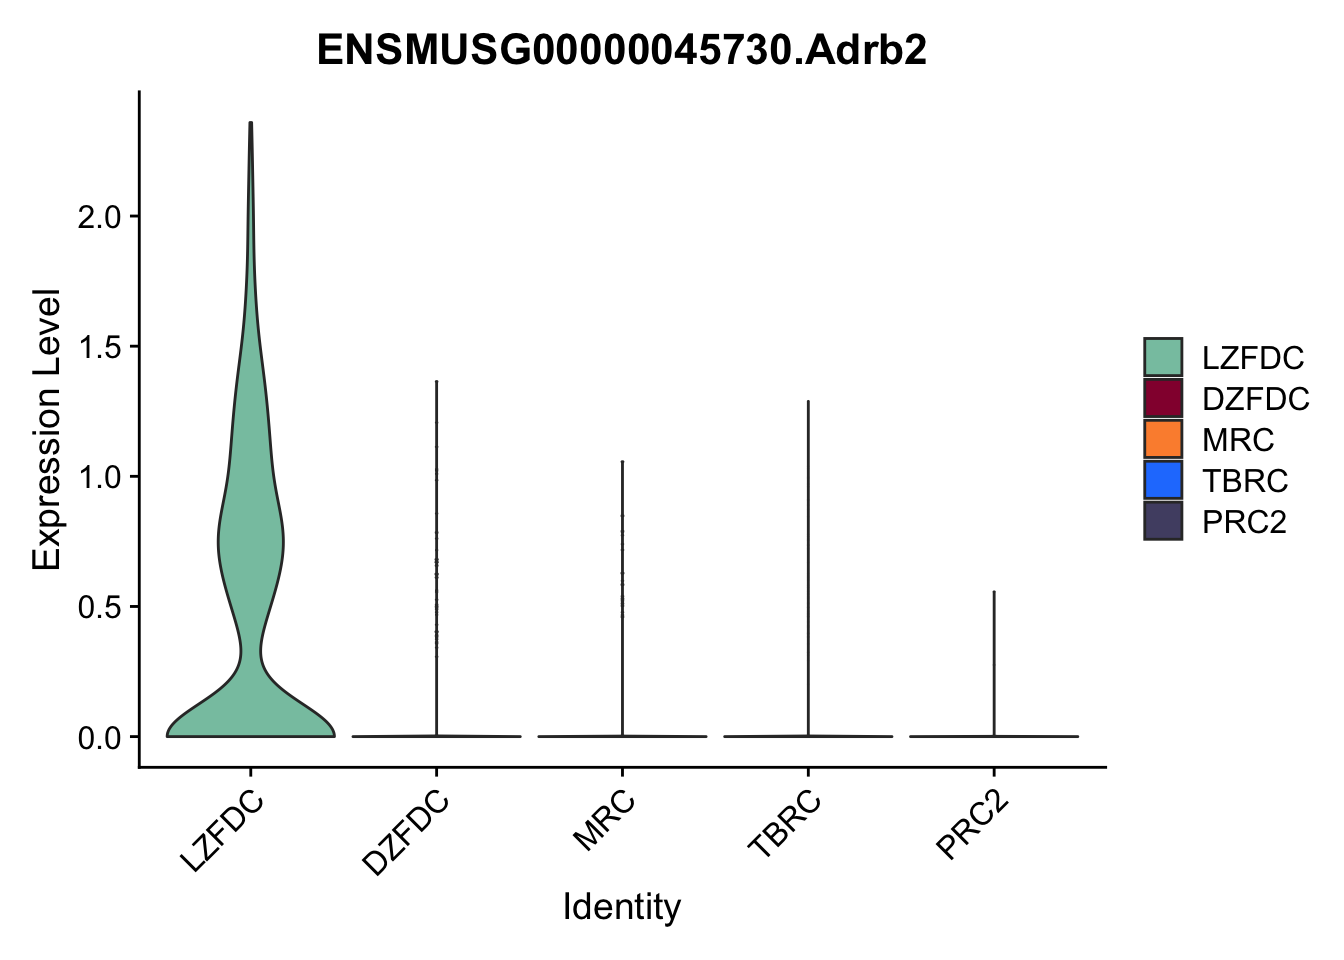 ENSMUSG00000045730.Adrb2
Expression Level
2.0
1.5
1.0
0.5
0.0
LZFDC
DZFDC
MRC
TBRC
PRC2
Identity
LZFDC
DZFDC
MRC
TBRC
PRC2